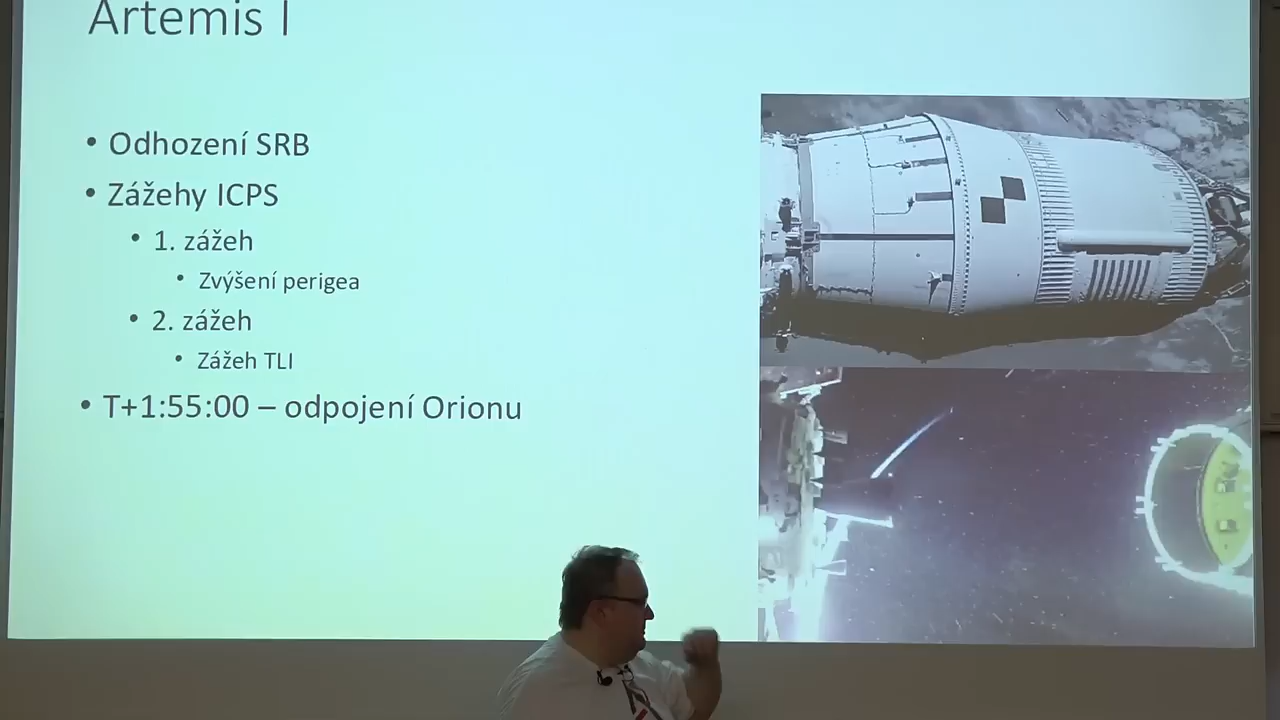 Artemis I
• Odhození SRB
• Zážehy ICPS
• 1. zážeh
• Zvýšení perigea
• 2. zážeh
• Zážeh TLI
• T+1:55:00 – odpojení Orionu